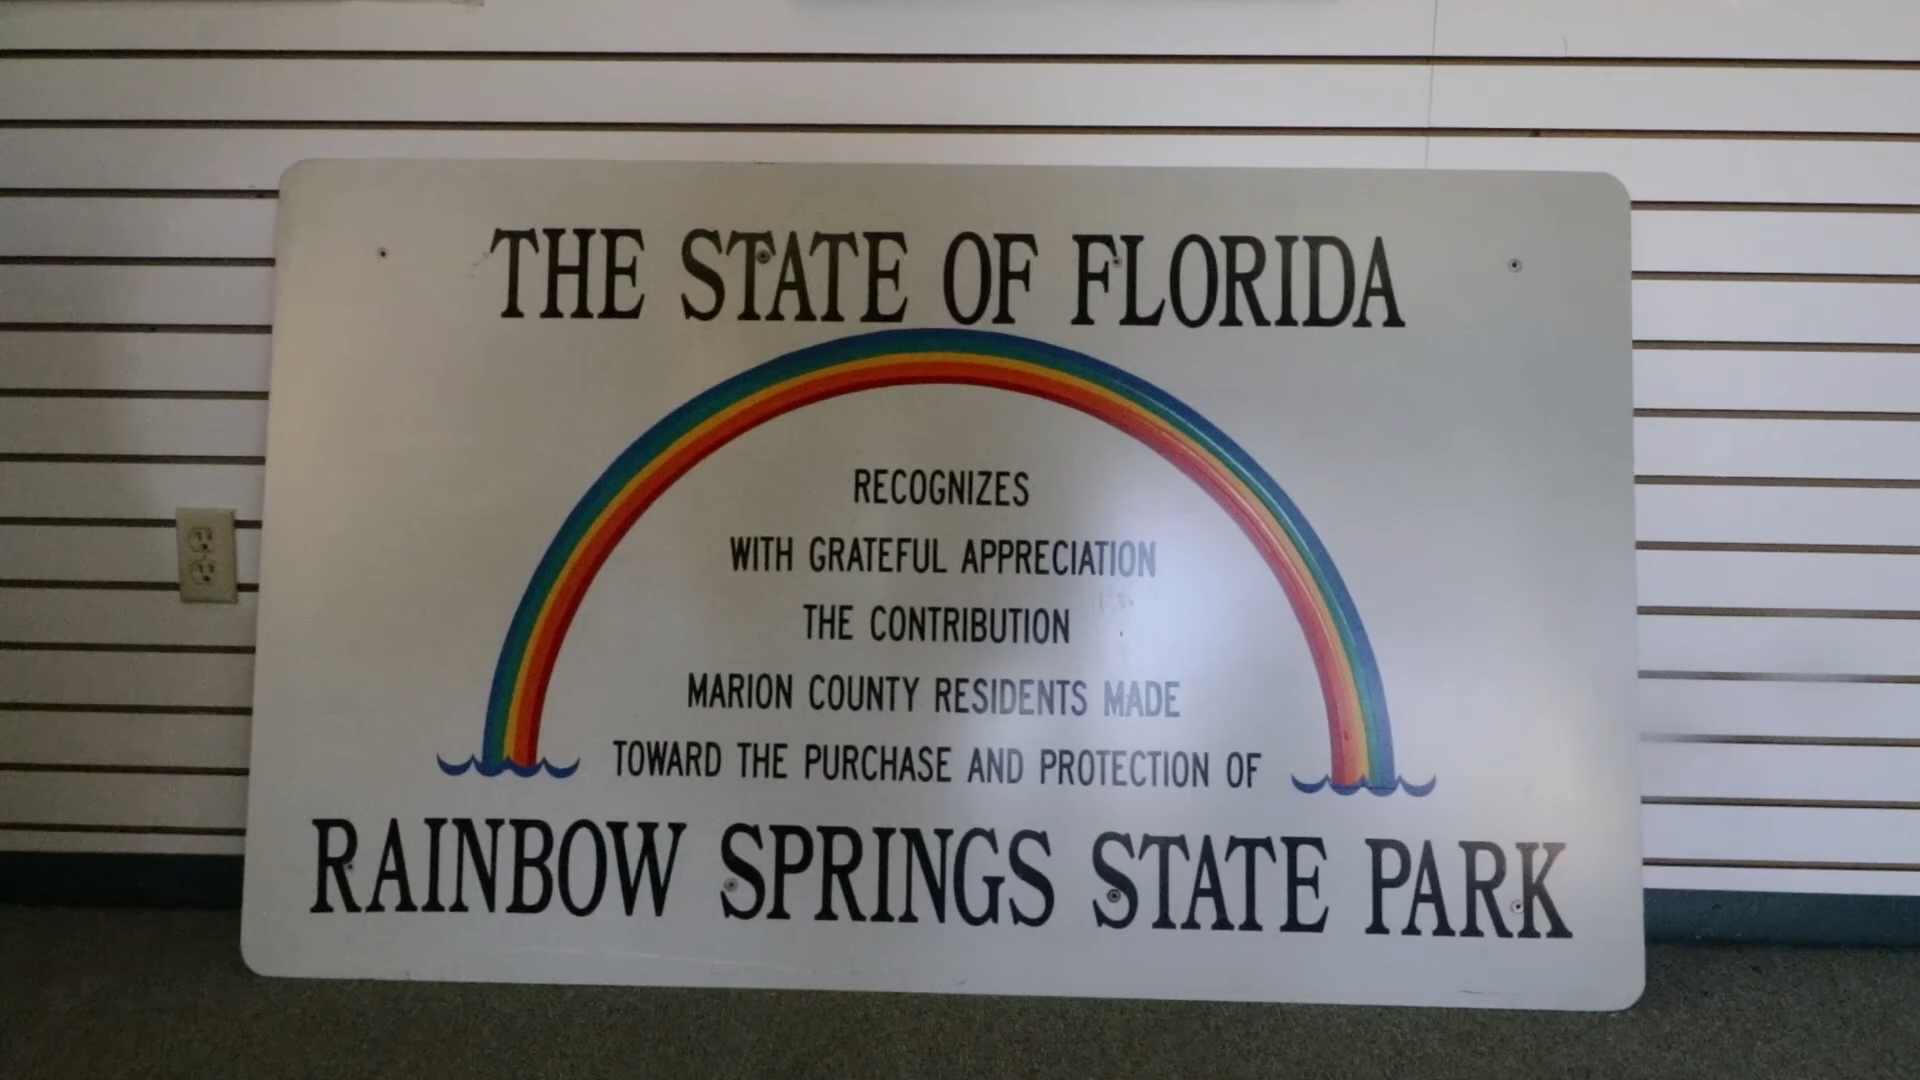 THE STATE OF FLORIDA
RECOGNIZES
WITH GRATEFUL APPRECIATION
THE CONTRIBUTION
MARION COUNTY RESIDENTS MADE
TOWARD THE PURCHASE AND PROTECTION OF
RAINBOW SPRINGS STATE PARK